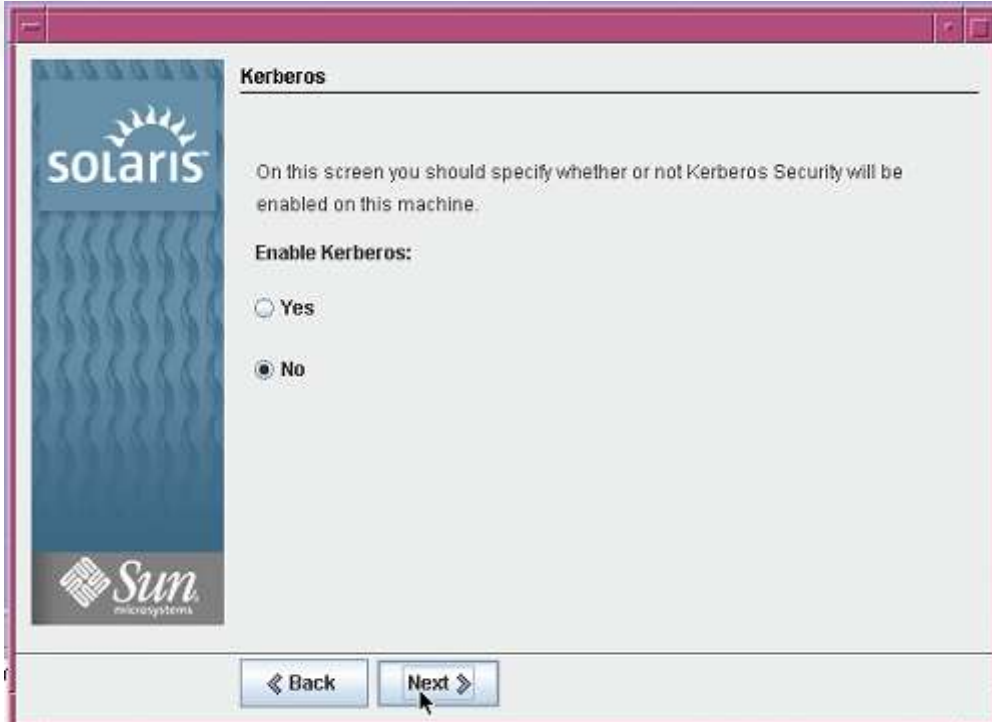 Kerberos
solaris
On this screen you should specify whether or not Kerberos Security will be
enabled on this machine.
Enable Kerberos:
Yes
No
Sun
microsystems
Back
Next